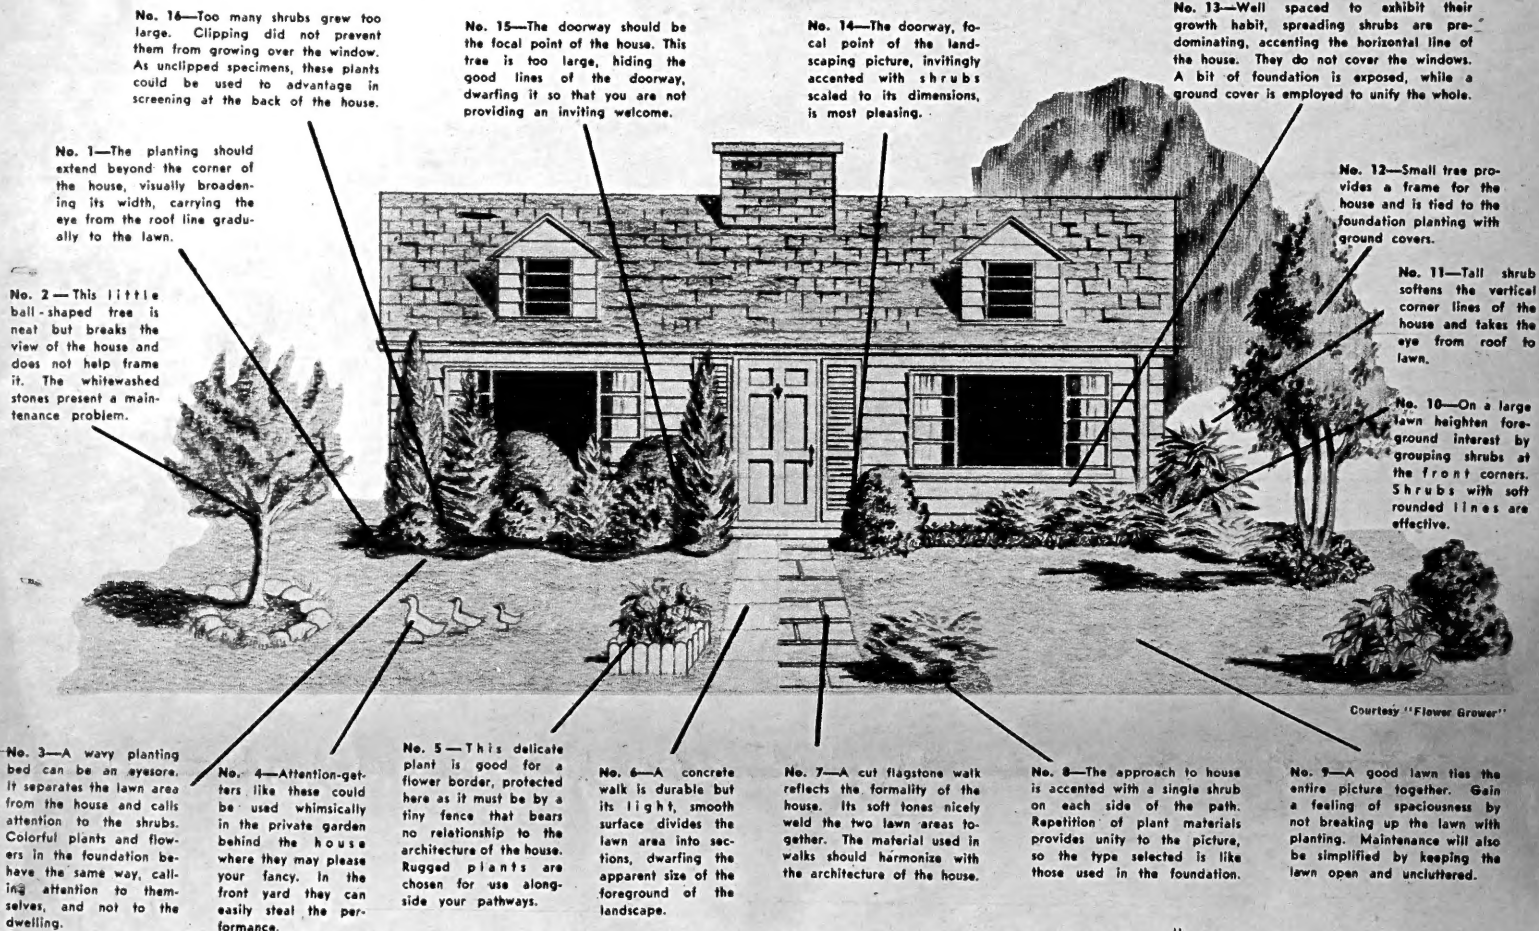 No. 16—Too many shrubs grew too
large. Clipping did not prevent
them from growing over the window.
As unclipped specimens, these plants
could be used to advantage in
screening at the back of the house.
No. 15—The doorway should be
the focal point of the house. This
tree is too large, hiding the
good lines of the doorway,
dwarfing it so that you are not
providing an inviting welcome.
No. 14—The doorway, fo-
cal point of the land-
scaping picture, invitingly
accented with shrubs
scaled to its dimensions,
is most pleasing.
No. 13—Well spaced to exhibit their
growth habit, spreading shrubs are pre-
dominating, accenting the horizontal line of
the house. They do not cover the windows.
A bit of foundation is exposed, while a
ground cover is employed to unify the whole.
No. 1—The planting should
extend beyond the corner of
the house, visually broaden-
ing its width, carrying the
eye from the roof line gradu-
ally to the lawn.
No. 12—Small tree pro-
vides a frame for the
house and is tied to the
foundation planting with
ground covers.
No. 2—This little
ball-shaped tree is
neat but breaks the
view of the house and
does not help frame
it. The whitewashed
stones present a main-
tenance problem.
No. 11—Tall shrub
softens the vertical
corner lines of the
house and takes the
eye from roof to
lawn.
No. 10—On a large
lawn heighten fore-
ground interest by
grouping shrubs at
the front corners.
Shrubs with soft
rounded lines are
effective.
Courtesy "Flower Grower"
No. 3—A wavy planting
bed can be an eyesore.
It separates the lawn area
from the house and calls
attention to the shrubs.
Colorful plants and flow-
ers in the foundation be-
have the same way, call-
ing attention to them-
selves, and not to the
dwelling.
No. 4—Attention-get-
ters like these could
be used whimsically
in the private garden
behind the house
where they may please
your fancy. In the
front yard they can
easily steal the per-
formance.
No. 5—This delicate
plant is good for a
flower border, protected
here as it must be by a
tiny fence that bears
no relationship to the
architecture of the house.
Rugged plants are
chosen for use along-
side your pathways.
No. 6—A concrete
walk is durable but
its light, smooth
surface divides the
lawn area into sec-
tions, dwarfing the
apparent size of the
foreground of the
landscape.
No. 7—A cut flagstone walk
reflects the formality of the
house. Its soft tones nicely
weld the two lawn areas to-
gether. The material used in
walks should harmonize with
the architecture of the house.
No. 8—The approach to house
is accented with a single shrub
on each side of the path.
Repetition of plant materials
provides unity to the picture,
so the type selected is like
those used in the foundation.
No. 9—A good lawn ties the
entire picture together. Gain
a feeling of spaciousness by
not breaking up the lawn with
planting. Maintenance will also
be simplified by keeping the
lawn open and uncluttered.